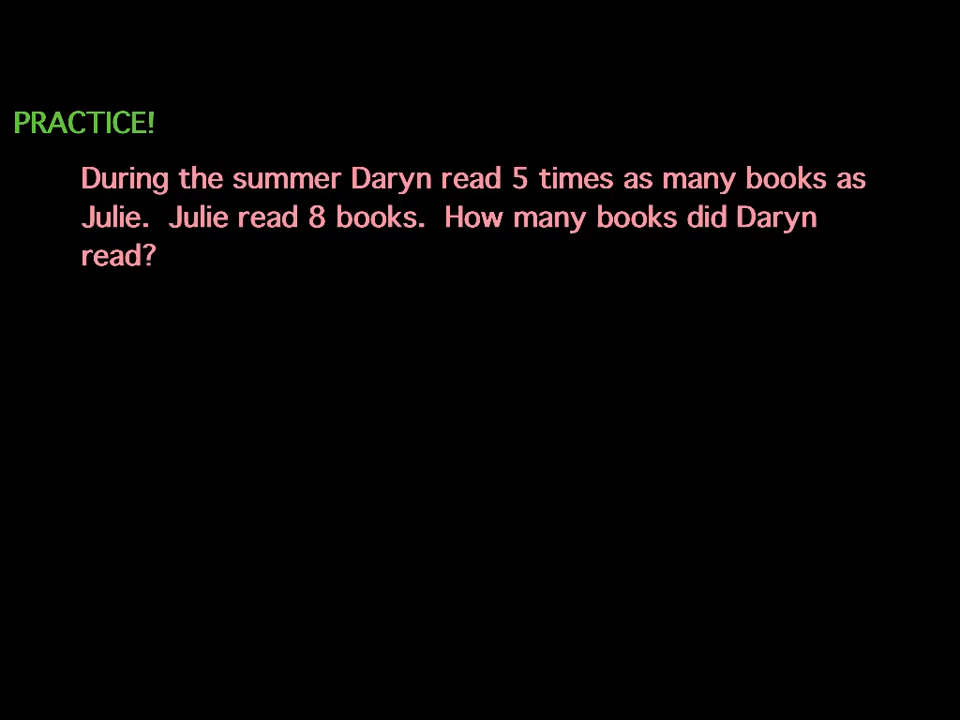 PRACTICE!
During the summer Daryn read 5 times as many books as
Julie.  Julie read 8 books.  How many books did Daryn
read?